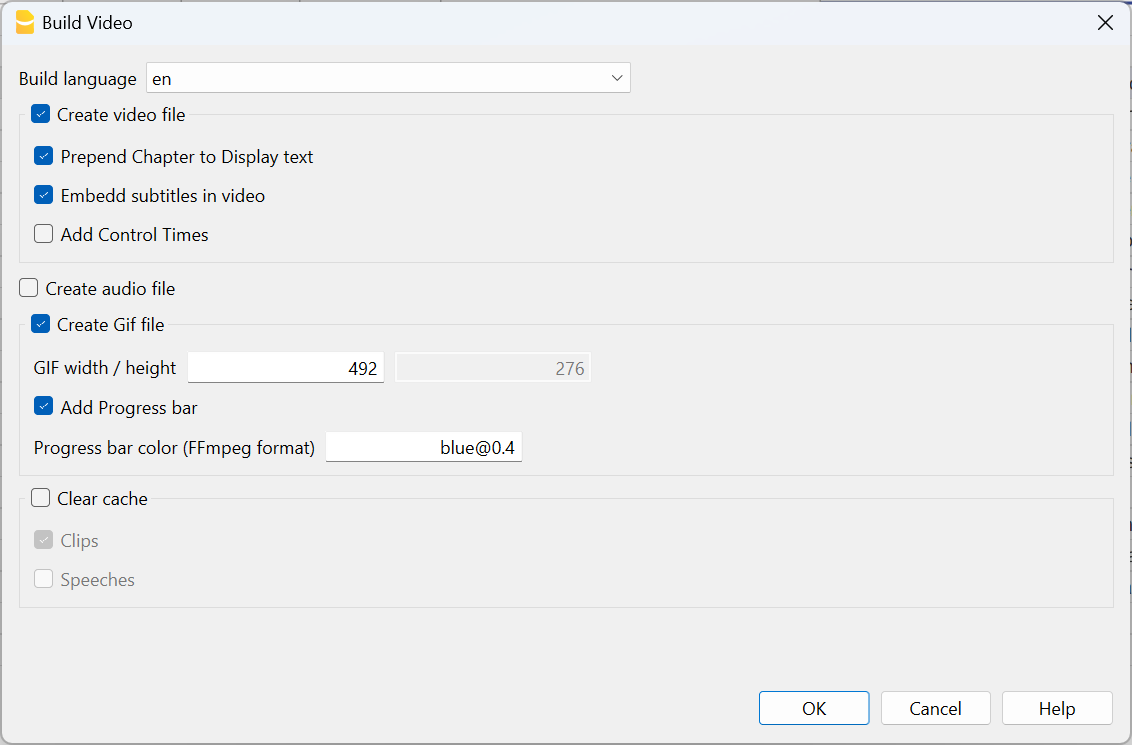 Build Video
Build language en
Create video file
Prepend Chapter to Display text
Embedd subtitles in video
Add Control Times
Create audio file
Create Gif file
GIF width / height 492 276
Add Progress bar
Progress bar color (FFmpeg format) blue@0.4
Clear cache
Clips
Speeches
OK Cancel Help